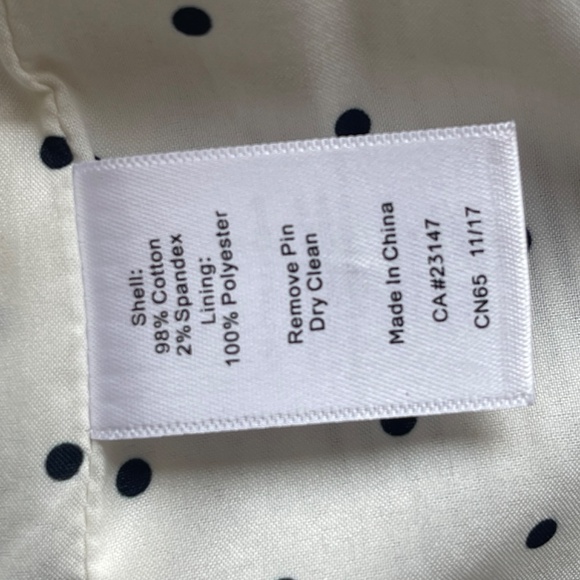 Shell:
98% Cotton
2% Spandex
Lining:
100% Polyester
Remove Pin
Dry Clean
Made In China
CA#23147
CN65 11/17